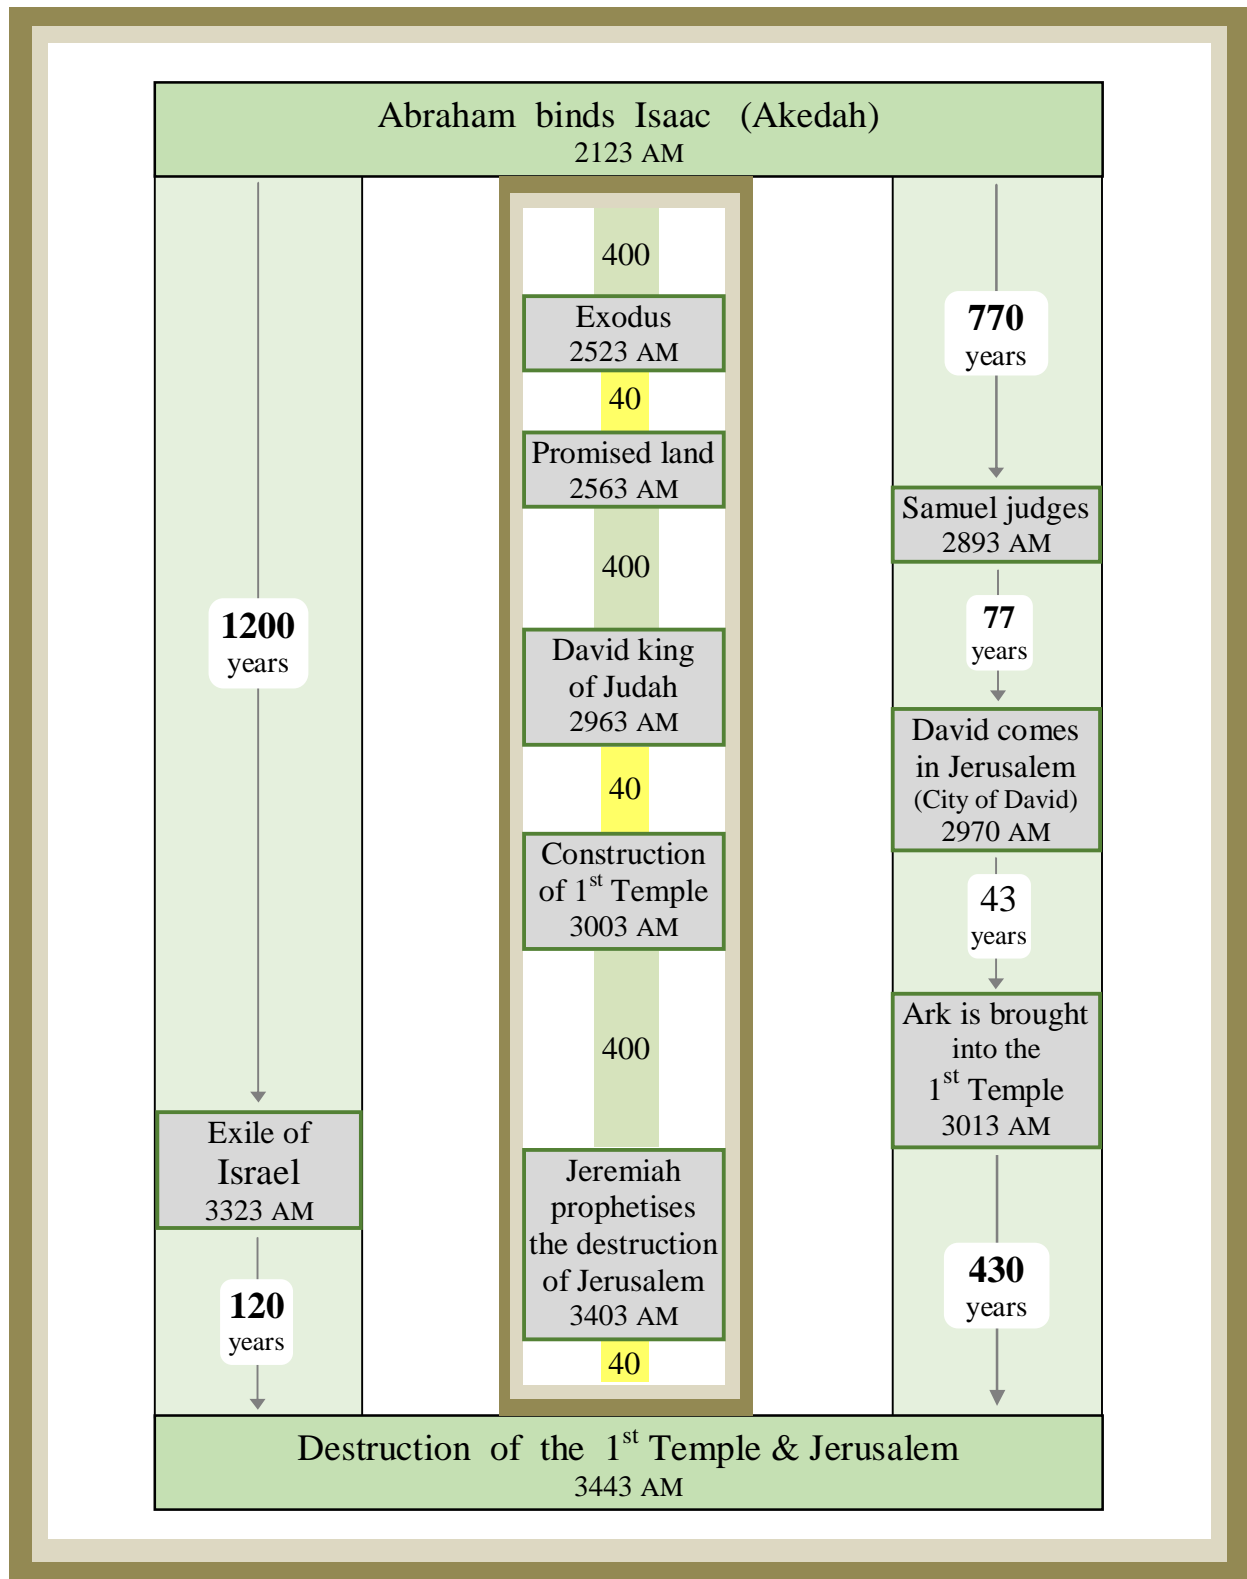 Abraham binds Isaac (Akedah)
2123 AM
1200
years
Exile of
Israel
3323 AM
120
years
400
Exodus
2523 AM
40
Promised land
2563 AM
400
David king
of Judah
2963 AM
40
Construction
of 1st Temple
3003 AM
400
Jeremiah
prophetises
the destruction
of Jerusalem
3403 AM
40
770
years
Samuel judges
2893 AM
77
years
David comes
in Jerusalem
(City of David)
2970 AM
43
years
Ark is brought
into the
1st Temple
3013 AM
430
years
Destruction of the 1st Temple & Jerusalem
3443 AM